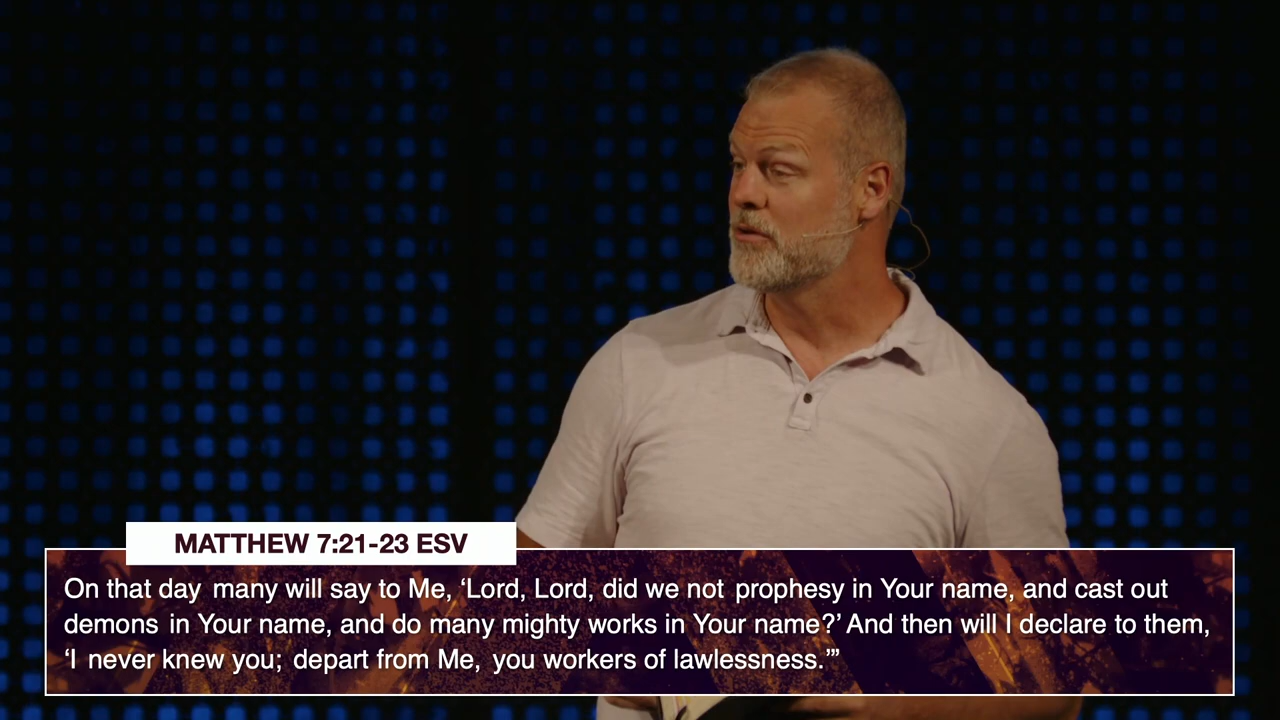 MATTHEW 7:21-23 ESV
On that day many will say to Me, ‘Lord, Lord, did we not prophesy in Your name, and cast out
demons in Your name, and do many mighty works in Your name?’ And then will I declare to them,
‘I never knew you; depart from Me, you workers of lawlessness.’”